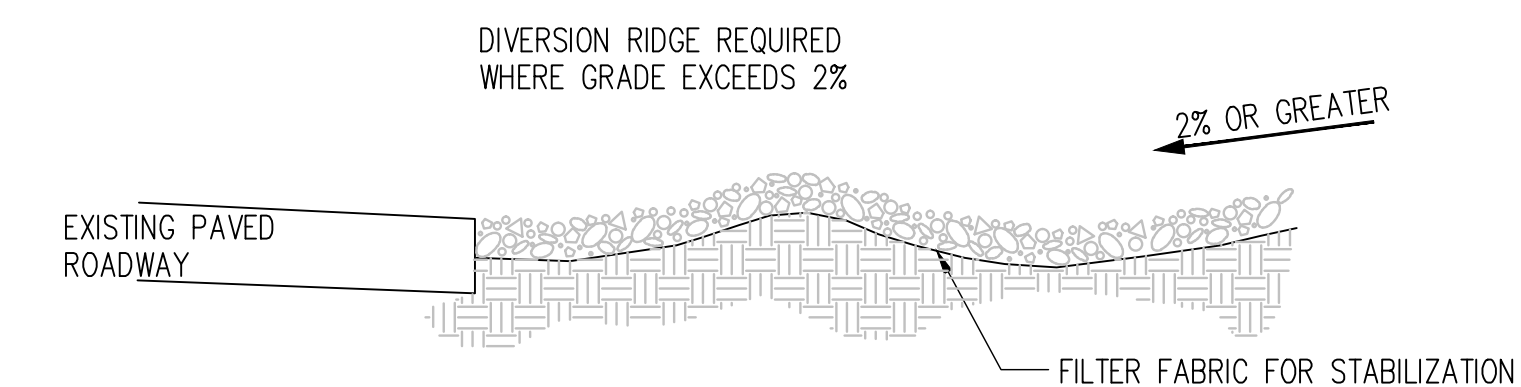 DIVERSION RIDGE REQUIRED
WHERE GRADE EXCEEDS 2%
2% OR GREATER
EXISTING PAVED
ROADWAY
FILTER FABRIC FOR STABILIZATION